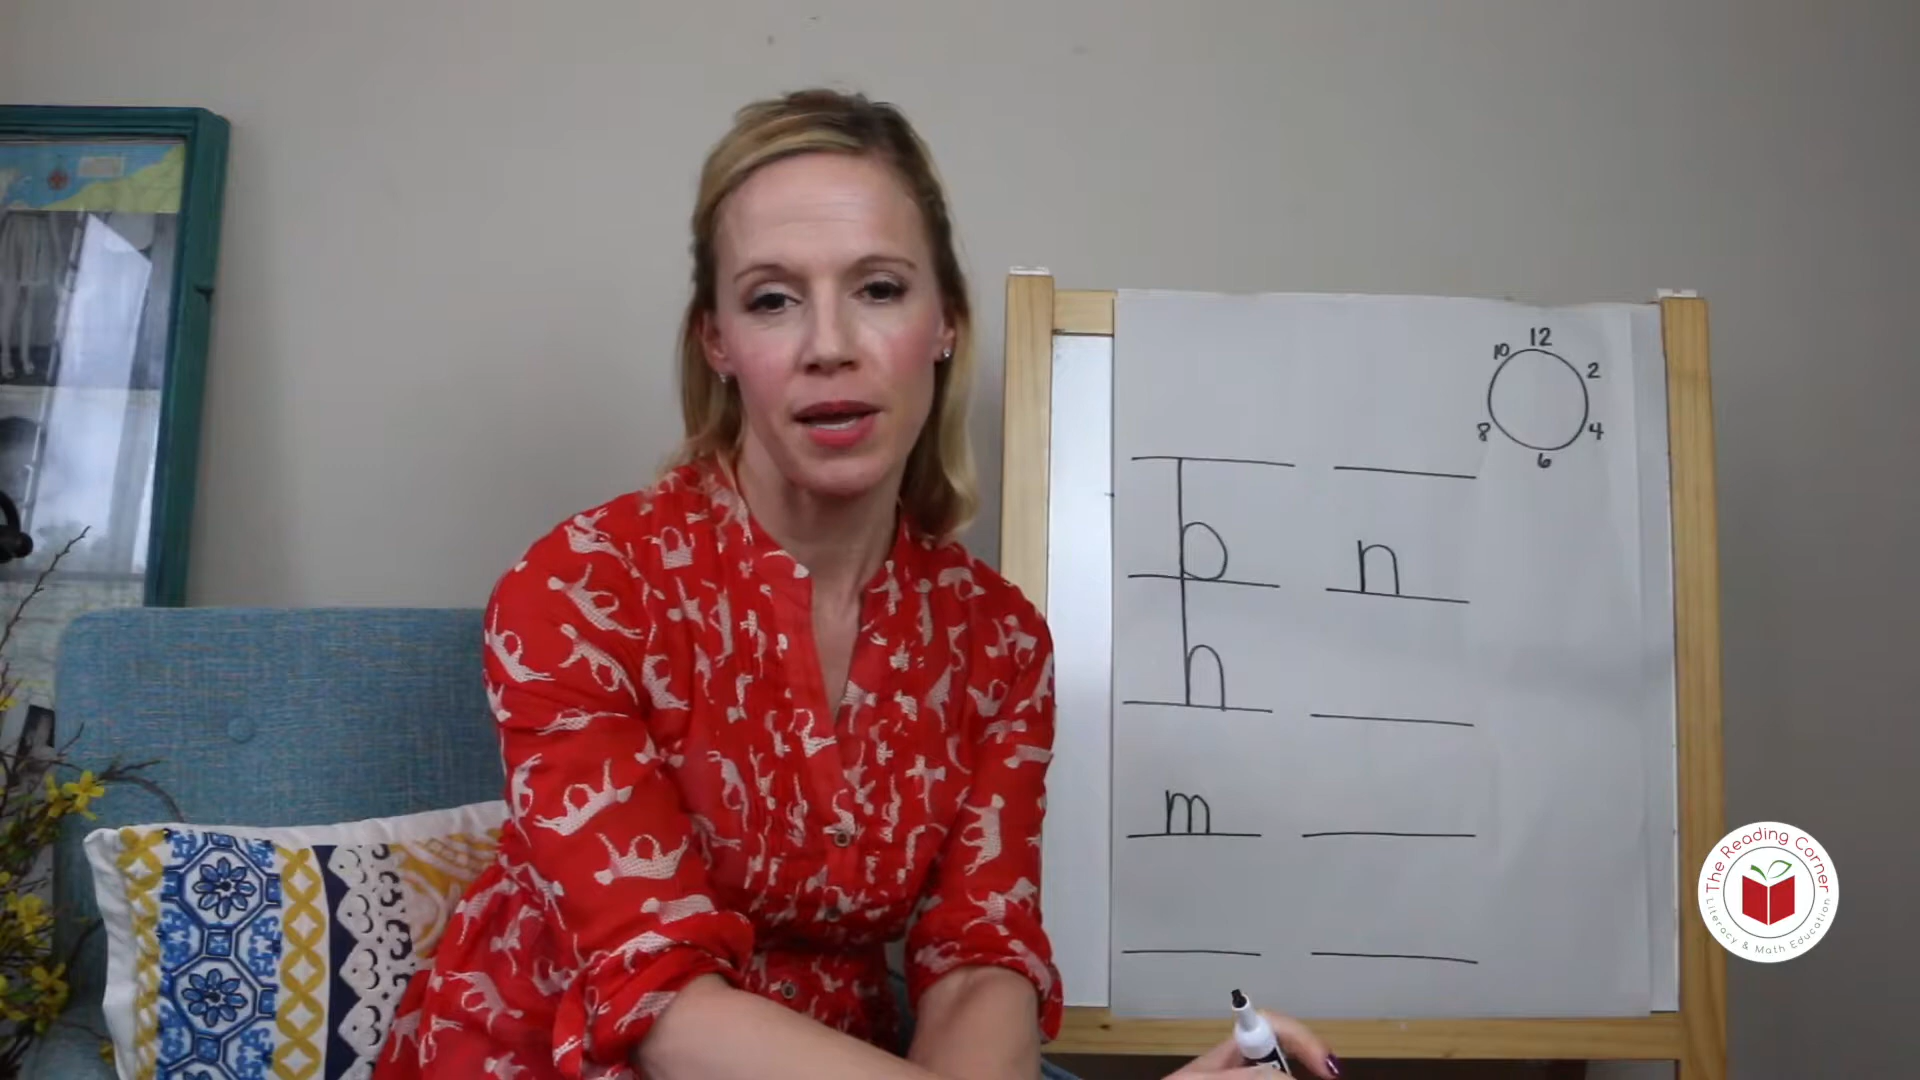 12
10
2
8
4
6
p
n
h
m
The Reading Corner
Literacy & Math Education